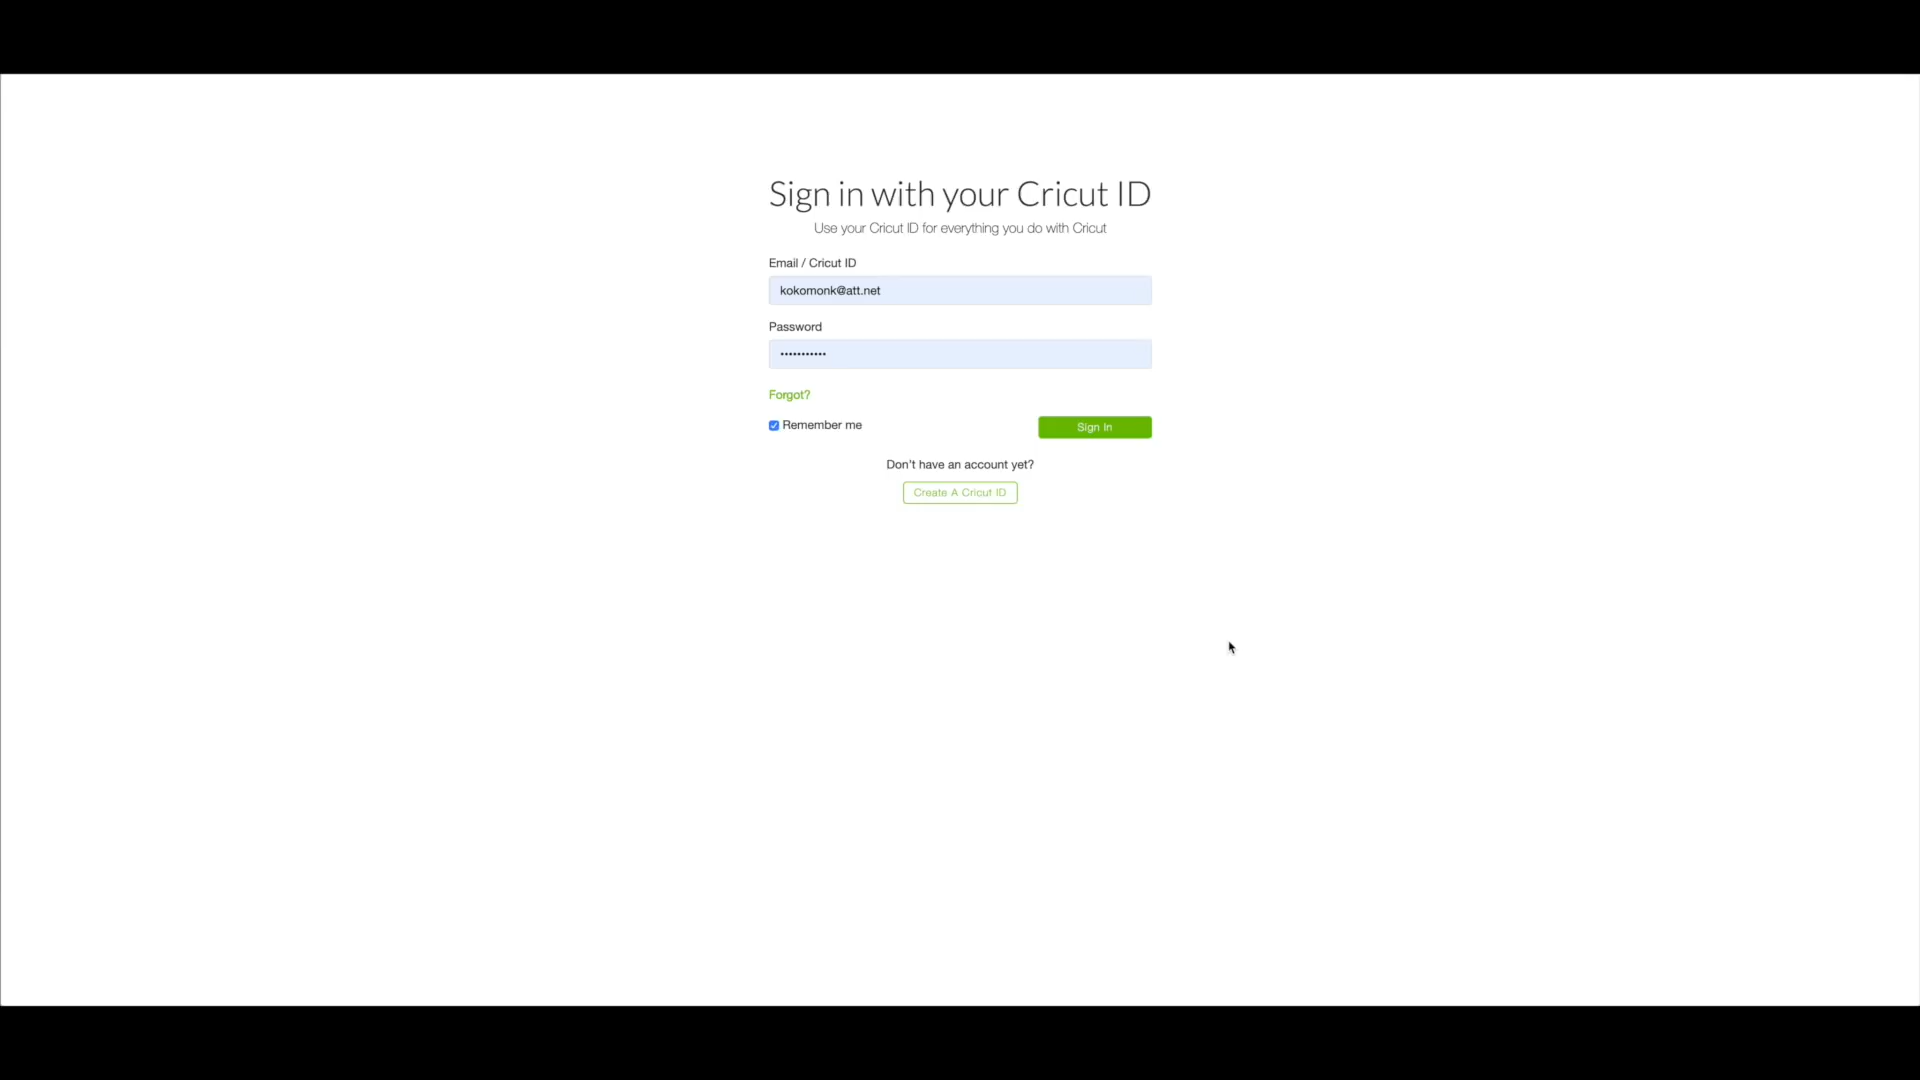 Sign in with your Cricut ID
Use your Cricut ID for everything you do with Cricut
Email / Cricut ID
kokomonk@att.net
Password
•••••••••••
Forgot?
Remember me
Sign In
Don't have an account yet?
Create A Cricut ID